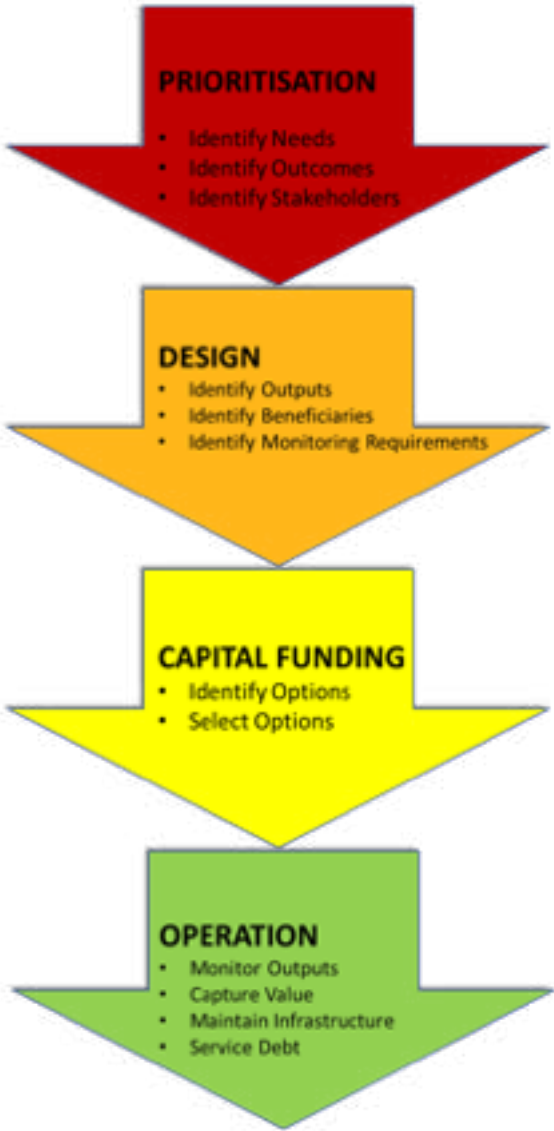 PRIORITISATION
• Identify Needs
• Identify Outcomes
• Identify Stakeholders
DESIGN
• Identify Outputs
• Identify Beneficiaries
• Identify Monitoring Requirements
CAPITAL FUNDING
• Identify Options
• Select Options
OPERATION
• Monitor Outputs
• Capture Value
• Maintain Infrastructure
• Service Debt